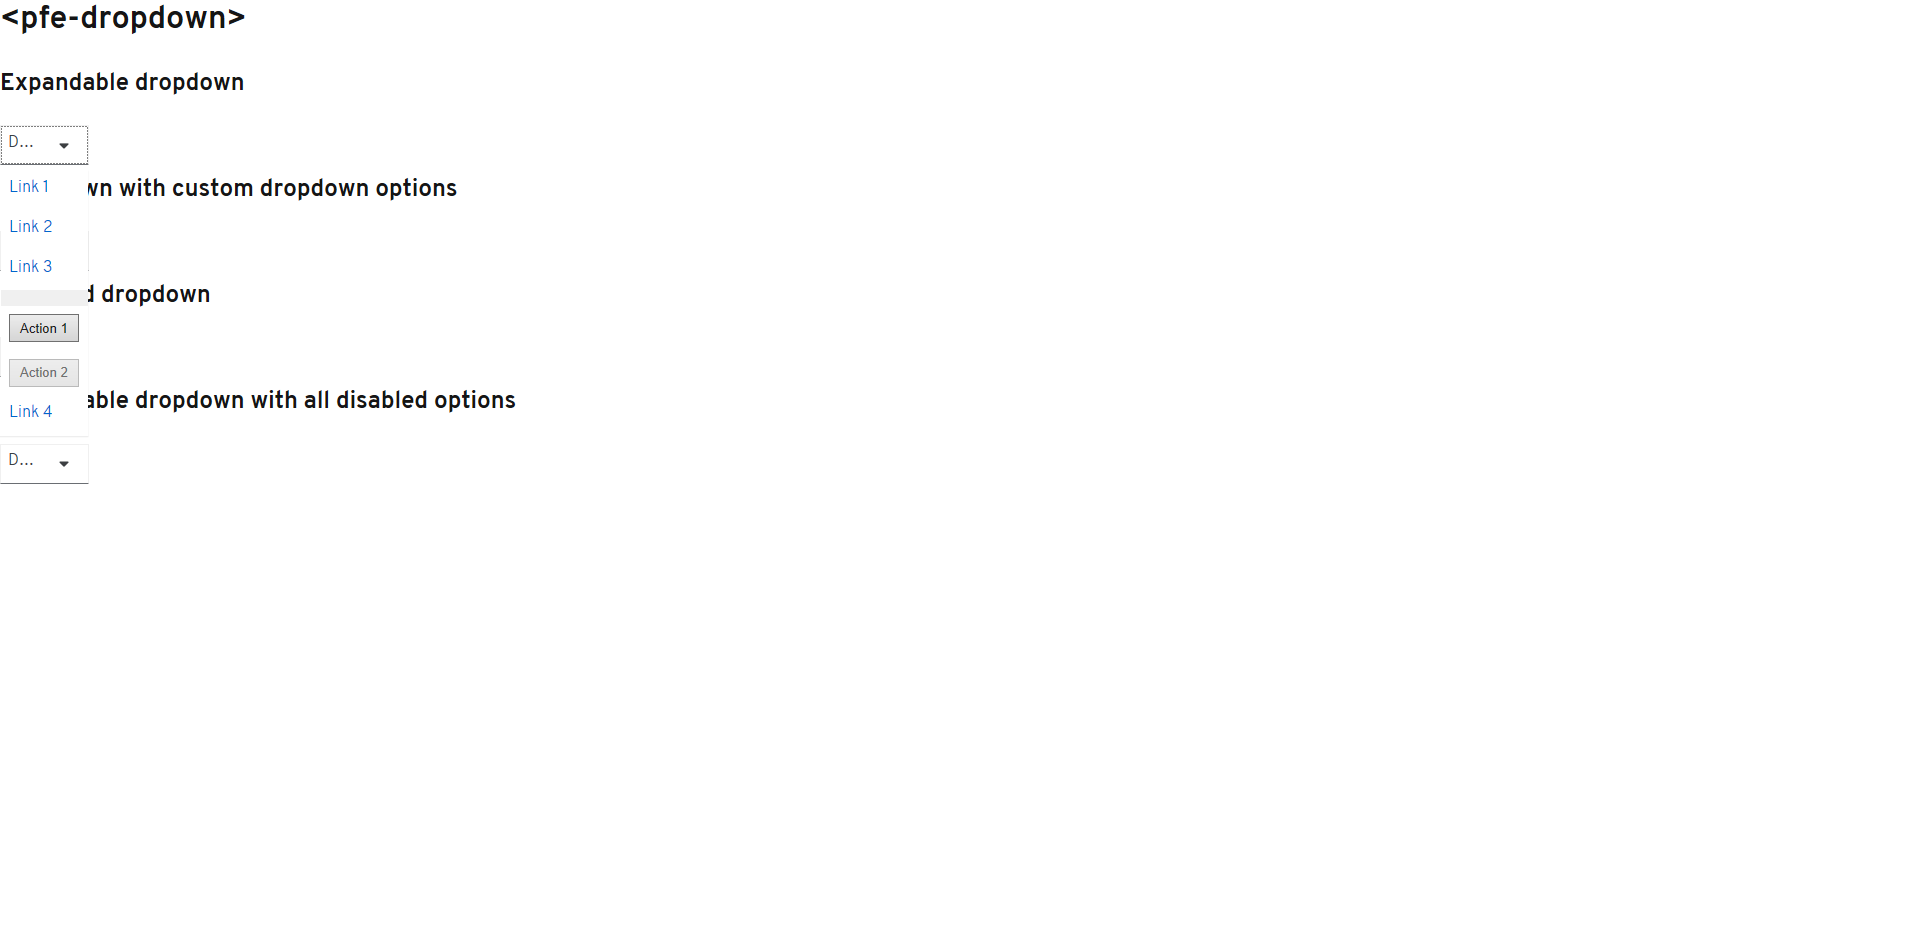 <pfe-dropdown>
Expandable dropdown
D...
Link 1
wn with custom dropdown options
Link 2
Link 3
d dropdown
Action 1
Action 2
able dropdown with all disabled options
Link 4
D...